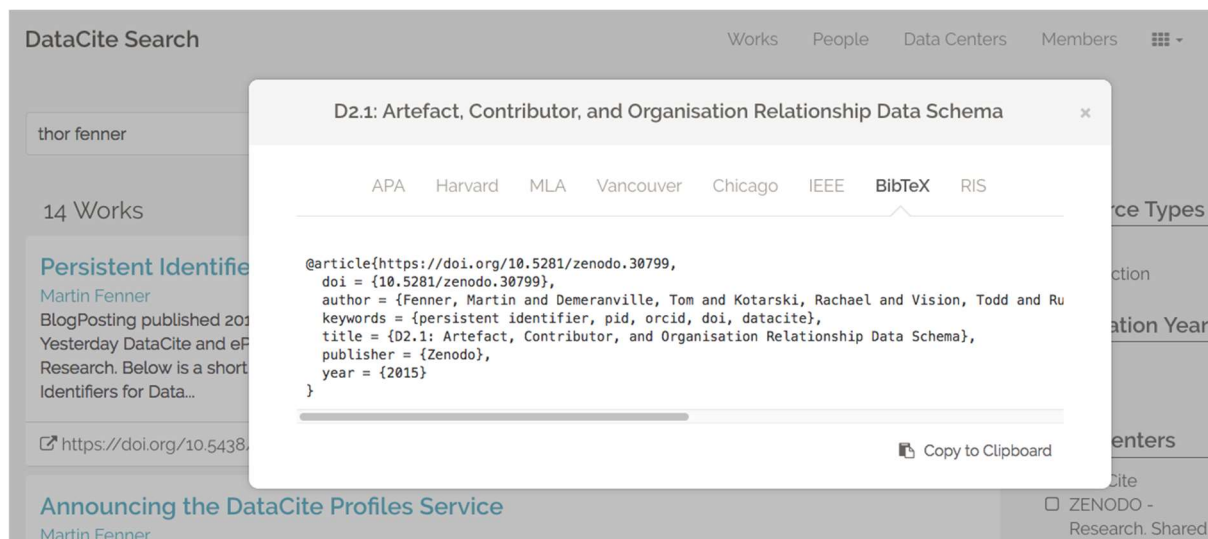 DataCite Search
Works People Data Centers Members
D2.1: Artefact, Contributor, and Organisation Relationship Data Schema ×
thor fenner
APA Harvard MLA Vancouver Chicago IEEE BibTeX RIS
14 Works
rce Types
@article{https://doi.org/10.5281/zenodo.30799,
doi = {10.5281/zenodo.30799},
author = {Fenner, Martin and Demeranville, Tom and Kotarski, Rachael and Vision, Todd and Ru
keywords = {persistent identifier, pid, orcid, doi, datacite},
title = {D2.1: Artefact, Contributor, and Organisation Relationship Data Schema},
publisher = {Zenodo},
year = {2015}
}
Copy to Clipboard
Persistent Identifie
Martin Fenner
BlogPosting published 201
Yesterday DataCite and eP
Research. Below is a short
Identifiers for Data...
https://doi.org/10.5438/
ction
ation Year
enters
Cite
ZENODO -
Research. Shared
Announcing the DataCite Profiles Service
Martin Fenner